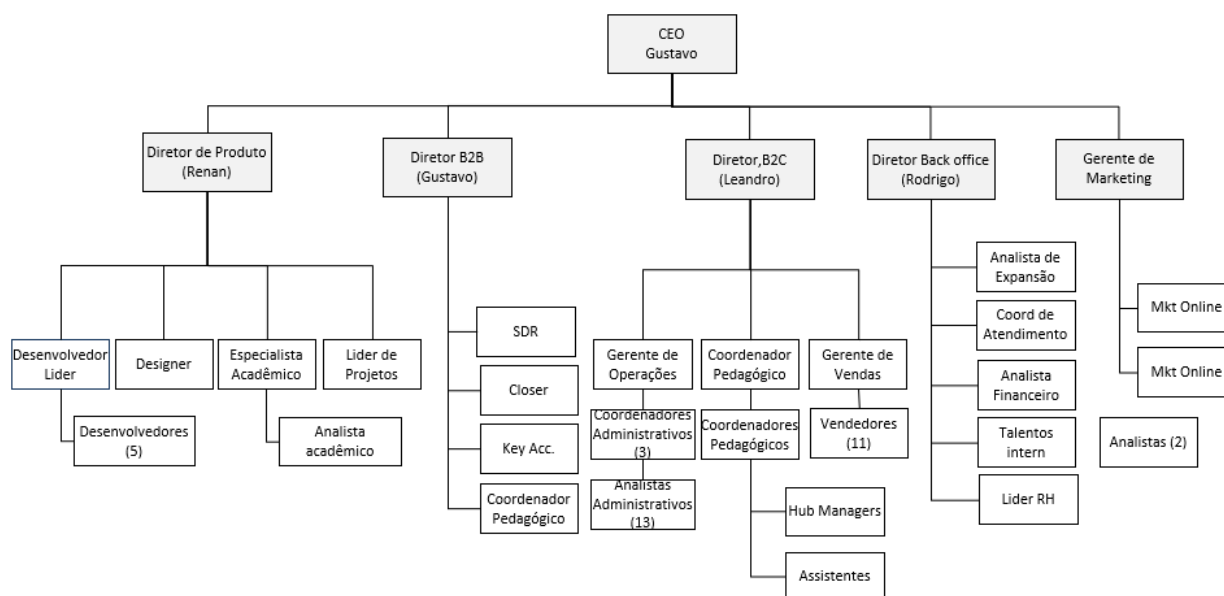 CEO
Gustavo
Diretor de Produto
(Renan)
Diretor B2B
(Gustavo)
Diretor,B2C
(Leandro)
Diretor Back office
(Rodrigo)
Gerente de
Marketing
Desenvolvedor
Lider
Designer
Especialista
Acadêmico
Lider de
Projetos
Desenvolvedores
(5)
Analista
acadêmico
SDR
Closer
Key Acc.
Coordenador
Pedagógico
Gerente de
Operações
Coordenador
Pedagógico
Gerente de
Vendas
Coordenadores
Administrativos
(3)
Coordenadores
Pedagógicos
Vendedores
(11)
Analistas
Administrativos
(13)
Hub Managers
Assistentes
Analista de
Expansão
Coord de
Atendimento
Analista
Financeiro
Talentos
intern
Lider RH
Mkt Online
Mkt Online
Analistas (2)